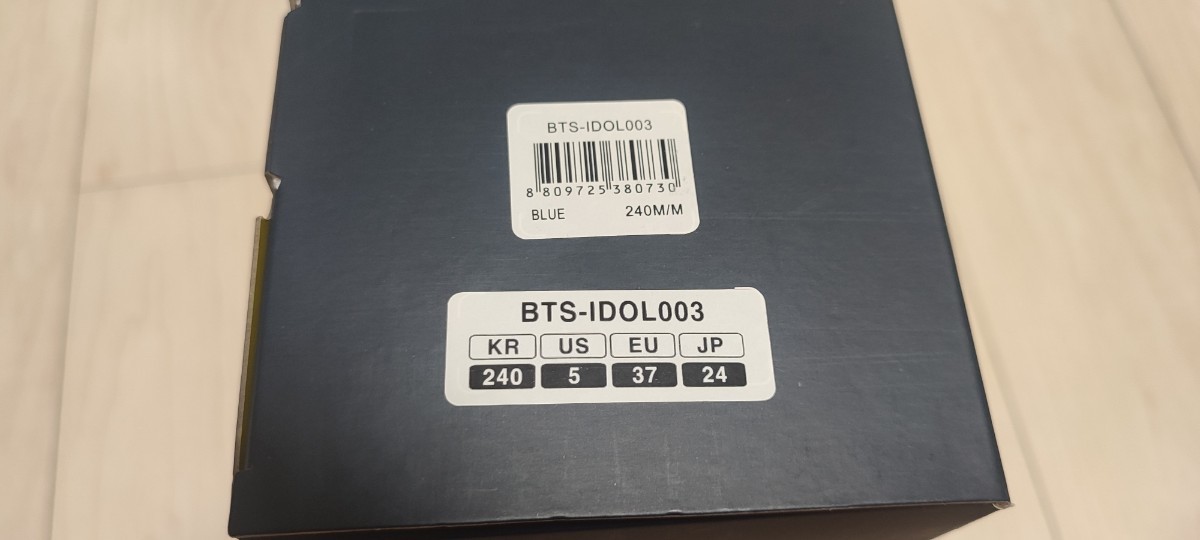 BTS-IDOL003
8 809725 380730
BLUE 240M/M
BTS-IDOL003
KR US EU JP
240 5 37 24